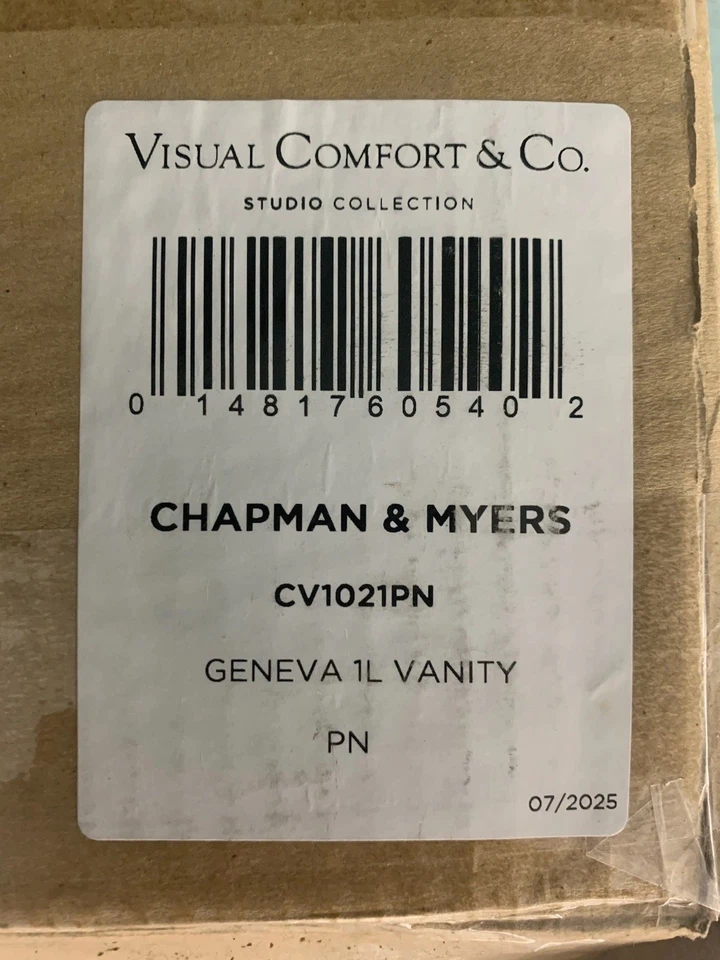 VISUAL COMFORT & CO.
STUDIO COLLECTION
0 14817 60540 2
CHAPMAN & MYERS
CV1021PN
GENEVA 1L VANITY
PN
07/2025